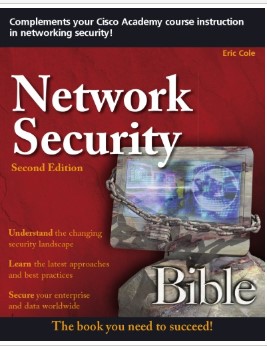 Complements your Cisco Academy course instruction
in networking security!
Eric Cole
Network
Security
Second Edition
Understand the changing
security landscape
Learn the latest approaches
and best practices
Secure your enterprise
and data worldwide
Bible
The book you need to succeed!